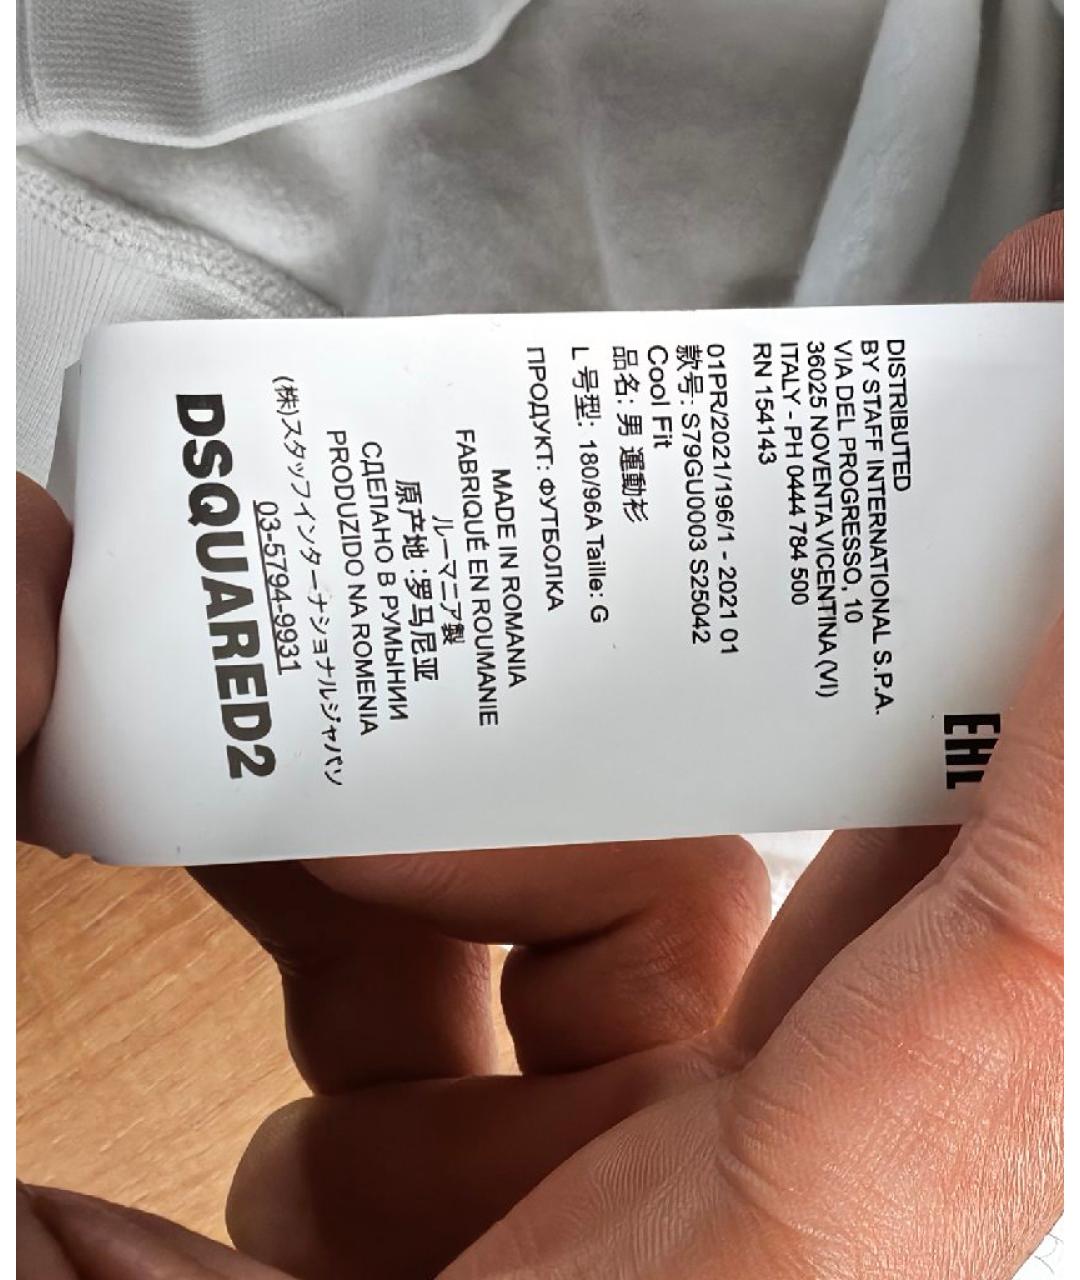 EHL
DISTRIBUTED
BY STAFF INTERNATIONAL S.P.A.
VIA DEL PROGRESSO, 10
36025 NOVENTA VICENTINA (VI)
ITALY - PH 0444 784 500
RN 154143
01PR/2021/196/1 - 2021 01
款号: S79GU0003 S25042
Cool Fit
品名: 男 運動衫
L 号型: 180/96A Taille: G
ПРОДУКТ: ФУТБОЛКА
MADE IN ROMANIA
FABRIQUÉ EN ROUMANIE
ルーマニア製
原产地 :罗马尼亚
СДЕЛАНО В РУМЫНИИ
PRODUZIDO NA ROMENIA
(株)スタッフインターナショナルジャパン
03-5794-9931
DSQUARED2